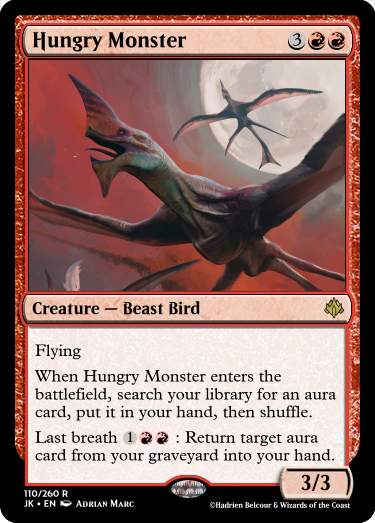 Hungry Monster 3
Creature — Beast Bird
Flying
When Hungry Monster enters the
battlefield, search your library for an aura
card, put it in your hand, then shuffle.
Last breath 1 : Return target aura
card from your graveyard into your hand.
3/3
110/260 R
JK • EN ADRIAN MARC
©Hadrien Belcour & Wizards of the Coast